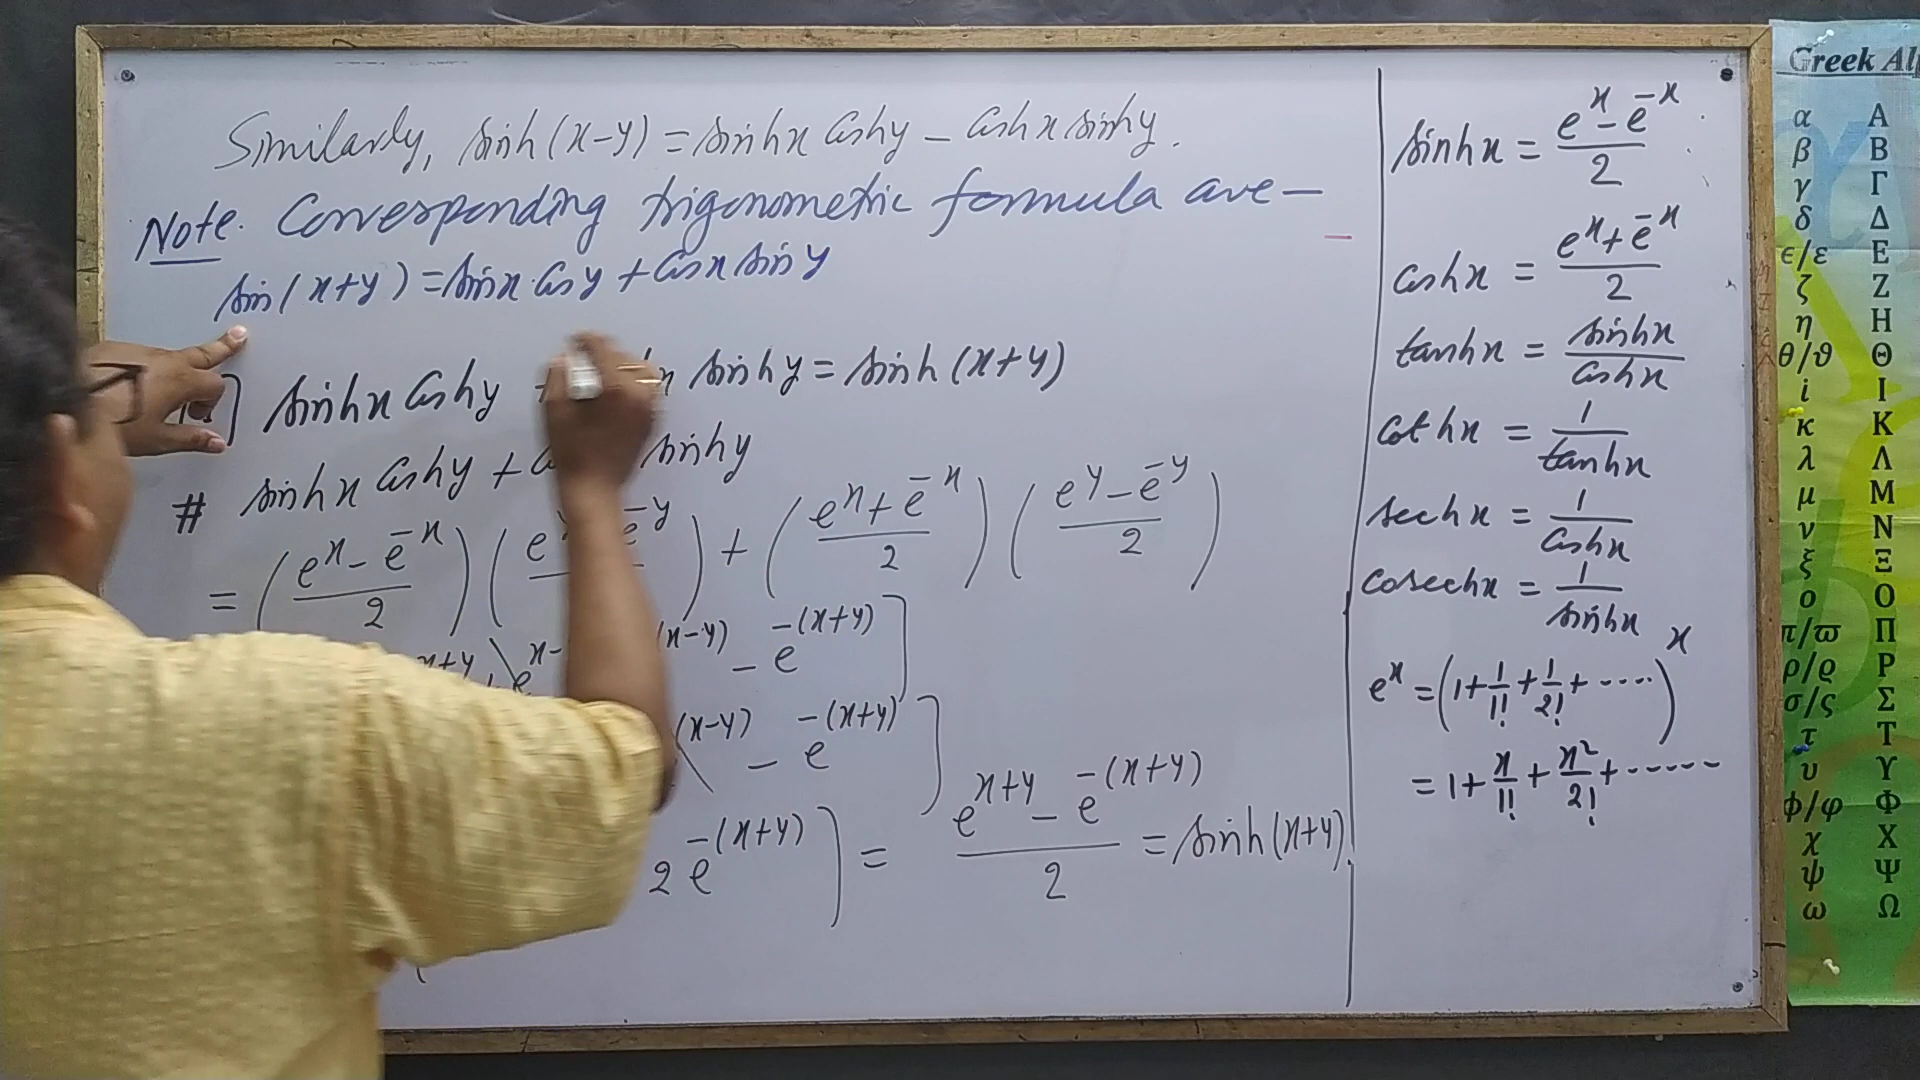 Similarly, sinh(x-y) = sinhx coshy - coshx sinhy.
Note. Corresponding trigonometric formula are -
sin(x+y) = sinx.cosy + cosx siny
] sinhx coshy sinhy = sinh(x+y)
# sinhx coshy + sinhy
= ((e^x - e^-x)/2) (e^y e^-y) + ((e^x + e^-x)/2) ((e^y - e^-y)/2)
x+y e^x- (x-y) - e^-(x+y) ]
(x-y) - e^-(x+y) ]
2e^-(x+y) ] = (e^x+y - e^-(x+y))/2 = sinh(x+y)
sinhx = (e^x - e^-x)/2
coshx = (e^x + e^-x)/2
tanhx = sinhx/coshx
cothx = 1/tanhx
sechx = 1/coshx
cosechx = 1/sinhx
e^x = (1 + 1/1! + 1/2! + ....)^x
= 1 + x/1! + x²/2! + .....
Greek Al
α Α
β Β
γ Γ
δ Δ
ϵ/ε Ε
ζ Ζ
η Η
θ/ϑ Θ
i Ι
κ Κ
λ Λ
μ Μ
ν Ν
ξ Ξ
ο Ο
π/ϖ Π
ρ/ϱ Ρ
σ/ς Σ
τ Τ
υ Υ
ϕ/φ Φ
χ Χ
ψ Ψ
ω Ω